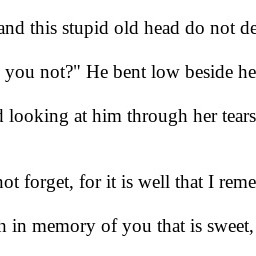 and this stupid old head do not de
you not?" He bent low beside he
looking at him through her tears
not forget, for it is well that I reme
in memory of you that is sweet,